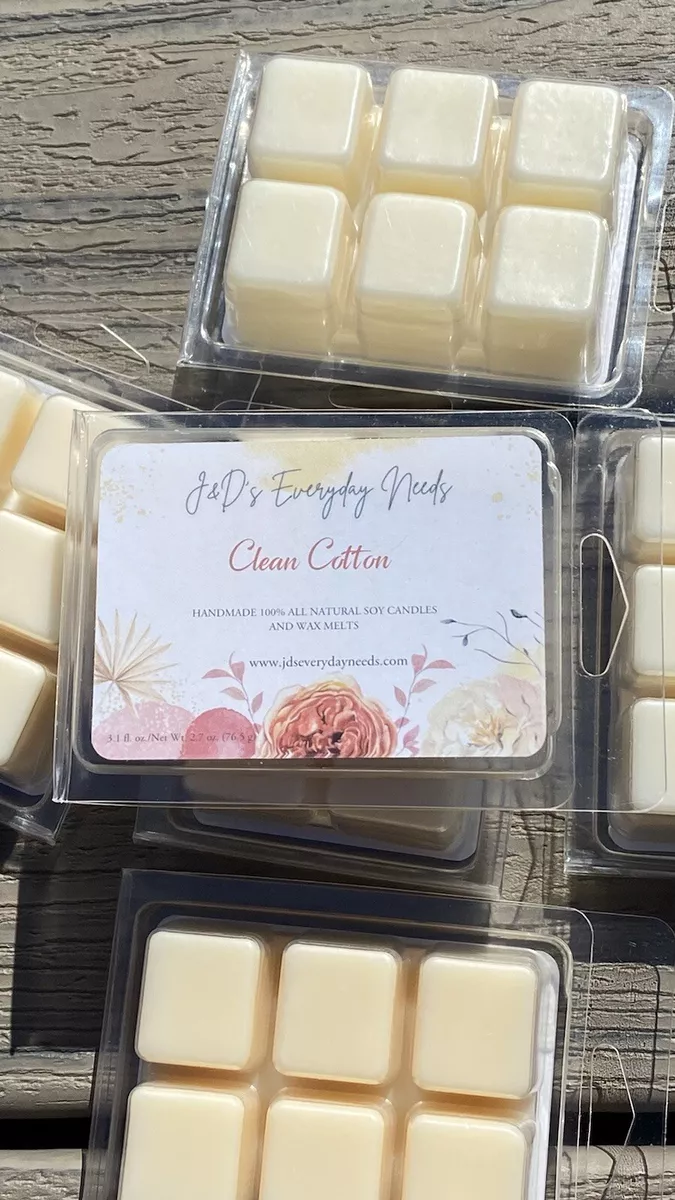 J&D's Everyday Needs
Clean Cotton
HANDMADE 100% ALL NATURAL SOY CANDLES
AND WAX MELTS
www.jdseverydayneeds.com
3.1 fl. oz./Net Wt. 2.7 oz. (76.5 g)